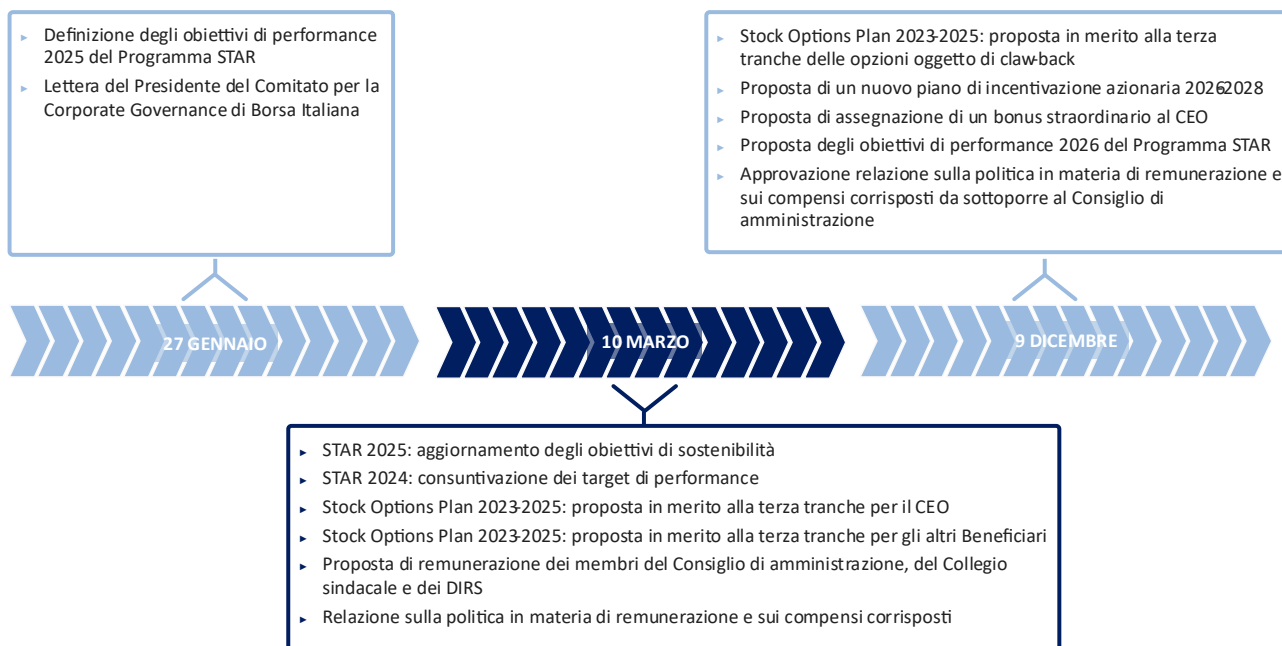 ► Definizione degli obiettivi di performance
2025 del Programma STAR
► Lettera del Presidente del Comitato per la
Corporate Governance di Borsa Italiana
► Stock Options Plan 2023-2025: proposta in merito alla terza
tranche delle opzioni oggetto di claw-back
► Proposta di un nuovo piano di incentivazione azionaria 2026-2028
► Proposta di assegnazione di un bonus straordinario al CEO
► Proposta degli obiettivi di performance 2026 del Programma STAR
► Approvazione relazione sulla politica in materia di remunerazione e
sui compensi corrisposti da sottoporre al Consiglio di
amministrazione
27 GENNAIO
10 MARZO
9 DICEMBRE
► STAR 2025: aggiornamento degli obiettivi di sostenibilità
► STAR 2024: consuntivazione dei target di performance
► Stock Options Plan 2023-2025: proposta in merito alla terza tranche per il CEO
► Stock Options Plan 2023-2025: proposta in merito alla terza tranche per gli altri Beneficiari
► Proposta di remunerazione dei membri del Consiglio di amministrazione, del Collegio
sindacale e dei DIRS
► Relazione sulla politica in materia di remunerazione e sui compensi corrisposti